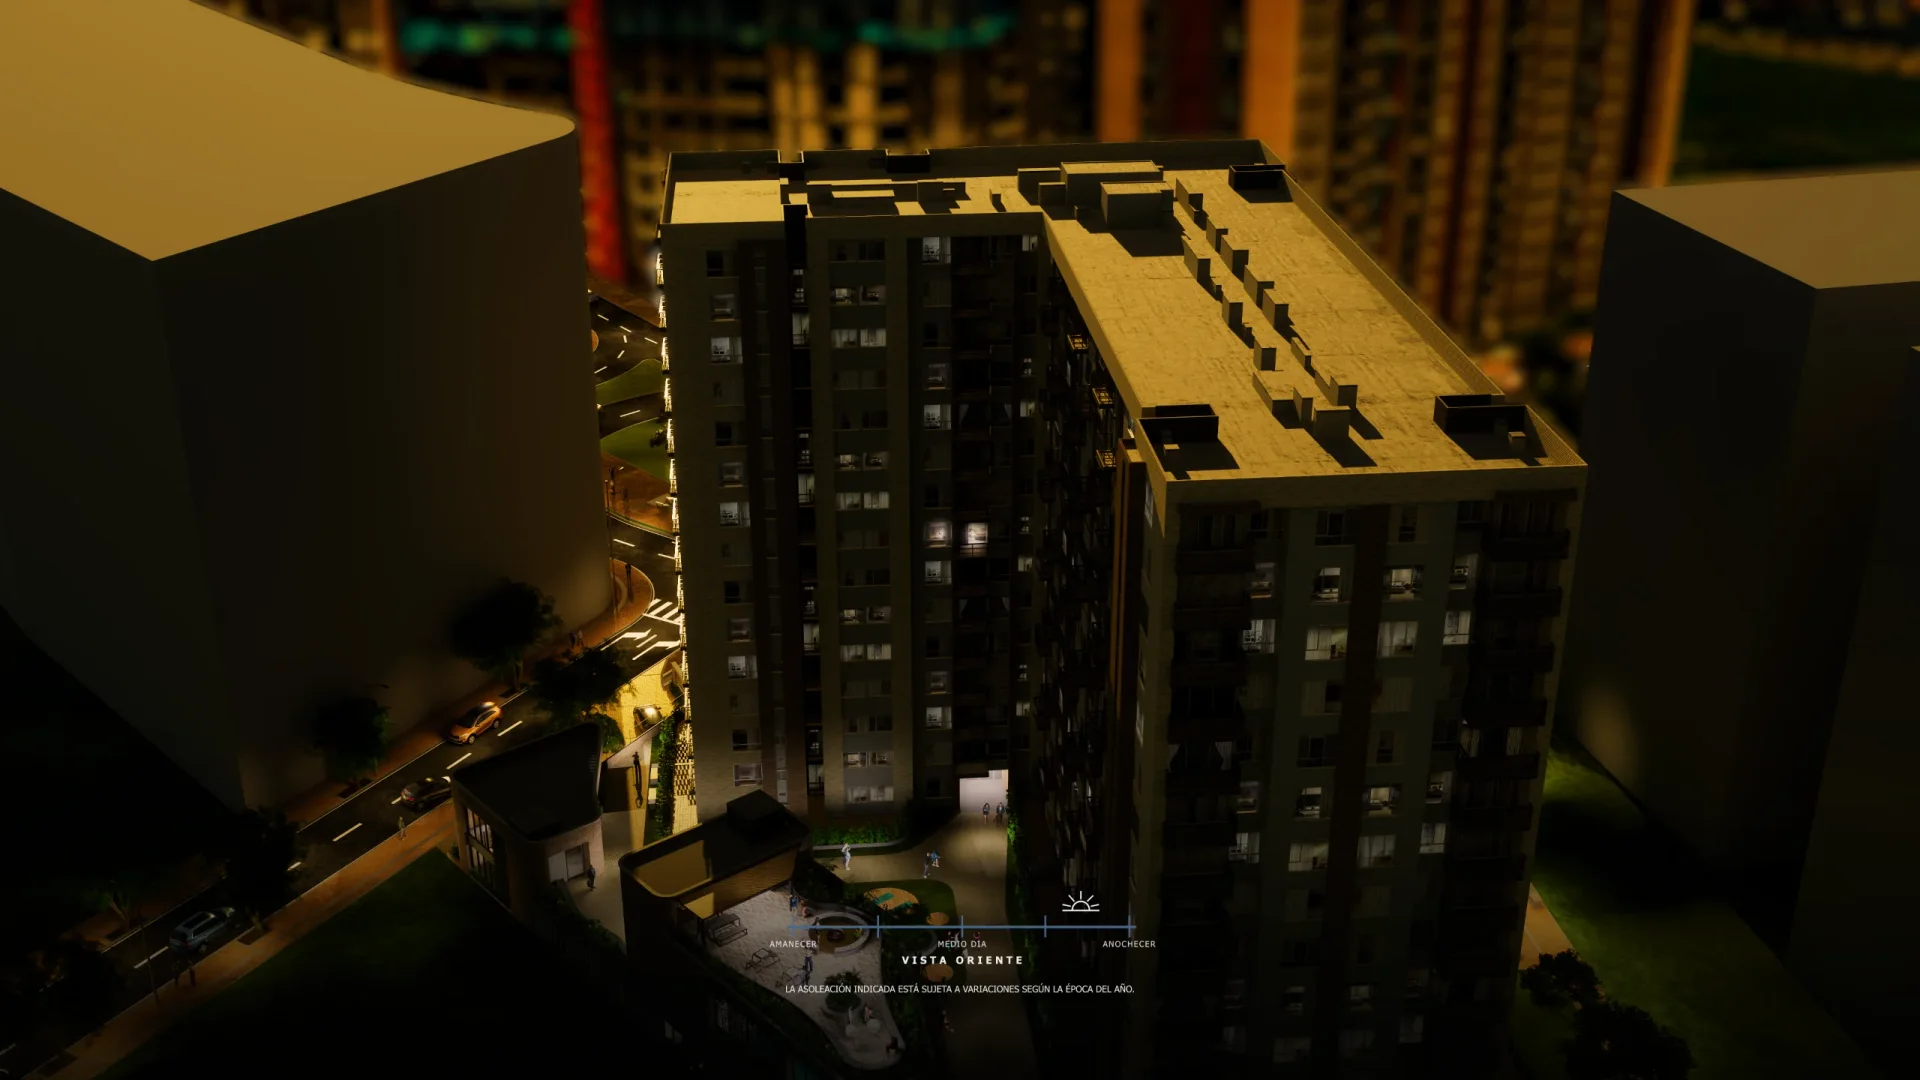 AMANECER MEDIO DIA ANOCHECER
VISTA ORIENTE
LA ASOLEACIÓN INDICADA ESTÁ SUJETA A VARIACIONES SEGÚN LA ÉPOCA DEL AÑO.